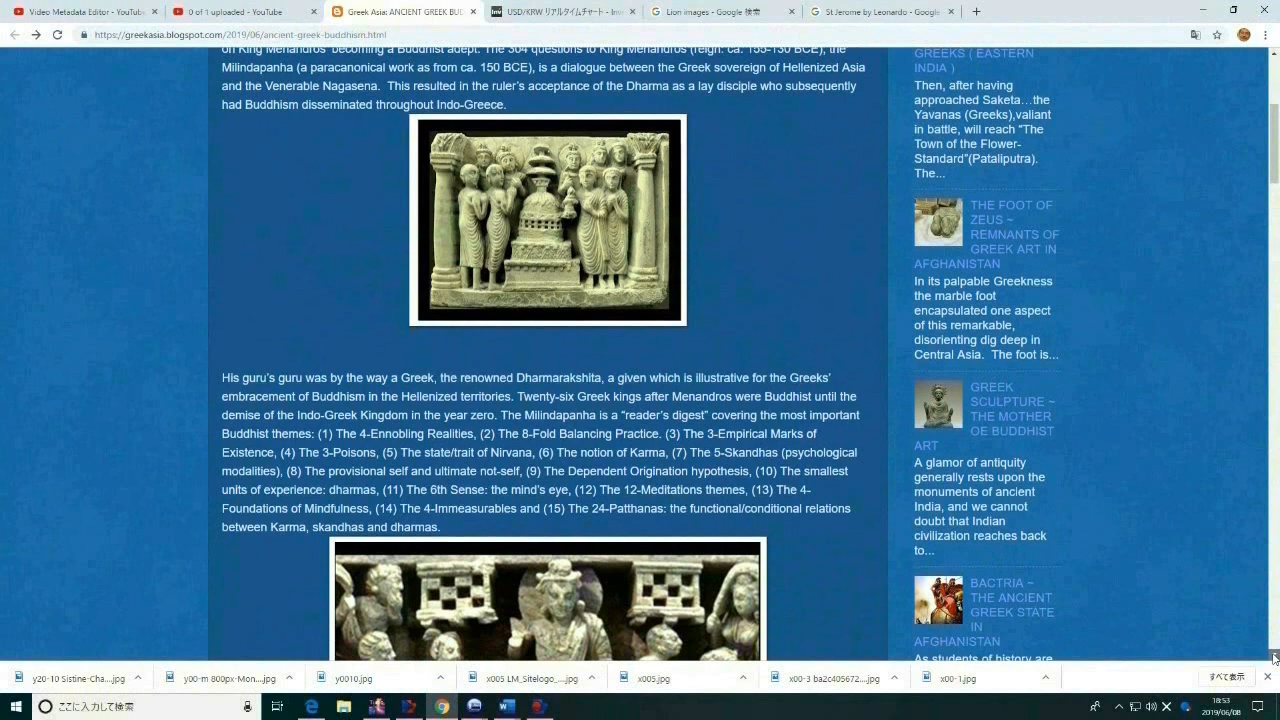 Video Metadata Editor - YouTube
0 of 1 uploaded - YouTube
Greek Asia: ANCIENT GREEK BUD
USD/KRW リアルタイムチャート - Inv
Lion images - Google 検索
St Jerome by Leonardo - Google
https://greekasia.blogspot.com/2019/06/ancient-greek-buddhism.html
on King Menandros' becoming a Buddhist adept. The 304 questions to King Menandros (reign: ca. 155-130 BCE), the
Milindapanha (a paracanonical work as from ca. 150 BCE), is a dialogue between the Greek sovereign of Hellenized Asia
and the Venerable Nagasena.  This resulted in the ruler's acceptance of the Dharma as a lay disciple who subsequently
had Buddhism disseminated throughout Indo-Greece.
His guru's guru was by the way a Greek, the renowned Dharmarakshita, a given which is illustrative for the Greeks'
embracement of Buddhism in the Hellenized territories. Twenty-six Greek kings after Menandros were Buddhist until the
demise of the Indo-Greek Kingdom in the year zero. The Milindapanha is a “reader's digest” covering the most important
Buddhist themes: (1) The 4-Ennobling Realities, (2) The 8-Fold Balancing Practice. (3) The 3-Empirical Marks of
Existence, (4) The 3-Poisons, (5) The state/trait of Nirvana, (6) The notion of Karma, (7) The 5-Skandhas (psychological
modalities), (8) The provisional self and ultimate not-self, (9) The Dependent Origination hypothesis, (10) The smallest
units of experience: dharmas, (11) The 6th Sense: the mind's eye, (12) The 12-Meditations themes, (13) The 4-
Foundations of Mindfulness, (14) The 4-Immeasurables and (15) The 24-Patthanas: the functional/conditional relations
between Karma, skandhas and dharmas.
GREEKS ( EASTERN
INDIA )
Then, after having
approached Saketa…the
Yavanas (Greeks),valiant
in battle, will reach "The
Town of the Flower-
Standard"(Pataliputra).
The...
THE FOOT OF
ZEUS ~
REMNANTS OF
GREEK ART IN
AFGHANISTAN
In its palpable Greekness
the marble foot
encapsulated one aspect
of this remarkable,
disorienting dig deep in
Central Asia.  The foot is...
GREEK
SCULPTURE ~
THE MOTHER
OE BUDDHIST
ART
A glamor of antiquity
generally rests upon the
monuments of ancient
India, and we cannot
doubt that Indian
civilization reaches back
to...
BACTRIA ~
THE ANCIENT
GREEK STATE
IN
AFGHANISTAN
As students of history are
y20-10 Sistine-Cha....jpg
y00-m 800px-Mon....jpg
y0010.jpg
x005 LM_Sitelogo_....jpg
x005.jpg
x00-3 ba2c405672....jpg
x00-1.jpg
すべて表示
ここに入力して検索
18:53
2019/06/08